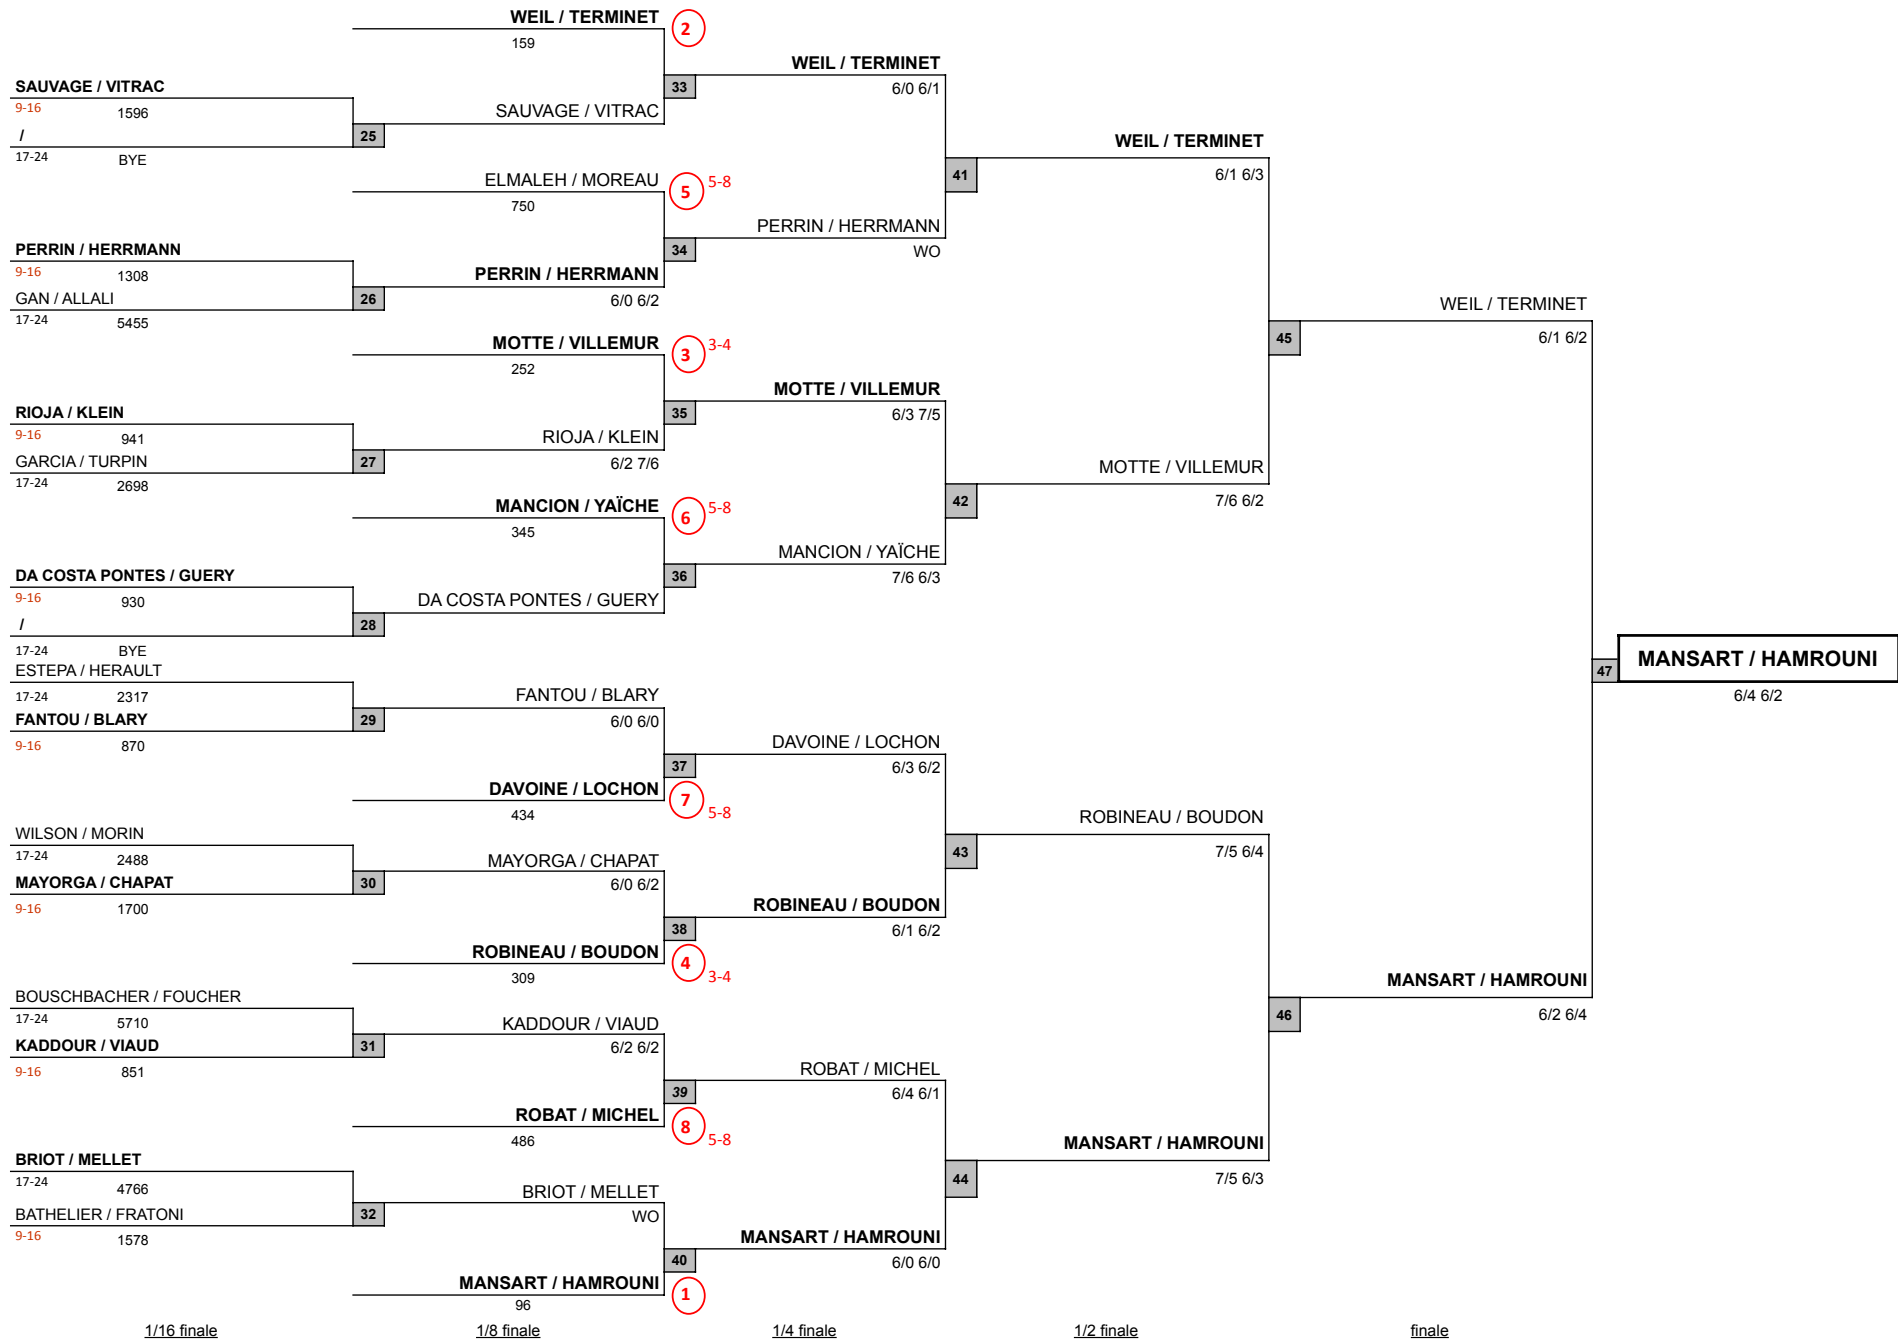 WEIL / TERMINET
2
159
SAUVAGE / VITRAC
9-16
1596
/
17-24
BYE
25
SAUVAGE / VITRAC
33
WEIL / TERMINET
6/0 6/1
ELMALEH / MOREAU
5
5-8
750
PERRIN / HERRMANN
9-16
1308
GAN / ALLALI
17-24
5455
26
PERRIN / HERRMANN
6/0 6/2
34
PERRIN / HERRMANN
WO
41
WEIL / TERMINET
6/1 6/3
MOTTE / VILLEMUR
3
3-4
252
RIOJA / KLEIN
9-16
941
GARCIA / TURPIN
17-24
2698
27
RIOJA / KLEIN
6/2 7/6
35
MOTTE / VILLEMUR
6/3 7/5
MANCION / YAÏCHE
6
5-8
345
DA COSTA PONTES / GUERY
9-16
930
/
17-24
BYE
28
DA COSTA PONTES / GUERY
36
MANCION / YAÏCHE
7/6 6/3
42
MOTTE / VILLEMUR
7/6 6/2
45
WEIL / TERMINET
6/1 6/2
ESTEPA / HERAULT
17-24
2317
FANTOU / BLARY
9-16
870
29
FANTOU / BLARY
6/0 6/0
37
DAVOINE / LOCHON
7
5-8
434
DAVOINE / LOCHON
6/3 6/2
WILSON / MORIN
17-24
2488
MAYORGA / CHAPAT
9-16
1700
30
MAYORGA / CHAPAT
6/0 6/2
38
ROBINEAU / BOUDON
4
3-4
309
ROBINEAU / BOUDON
6/1 6/2
43
ROBINEAU / BOUDON
7/5 6/4
BOUSCHBACHER / FOUCHER
17-24
5710
KADDOUR / VIAUD
9-16
851
31
KADDOUR / VIAUD
6/2 6/2
39
ROBAT / MICHEL
8
5-8
486
ROBAT / MICHEL
6/4 6/1
BRIOT / MELLET
17-24
4766
BATHELIER / FRATONI
9-16
1578
32
BRIOT / MELLET
WO
40
MANSART / HAMROUNI
1
96
MANSART / HAMROUNI
6/0 6/0
44
MANSART / HAMROUNI
7/5 6/3
46
MANSART / HAMROUNI
6/2 6/4
47
MANSART / HAMROUNI
6/4 6/2
1/16 finale
1/8 finale
1/4 finale
1/2 finale
finale